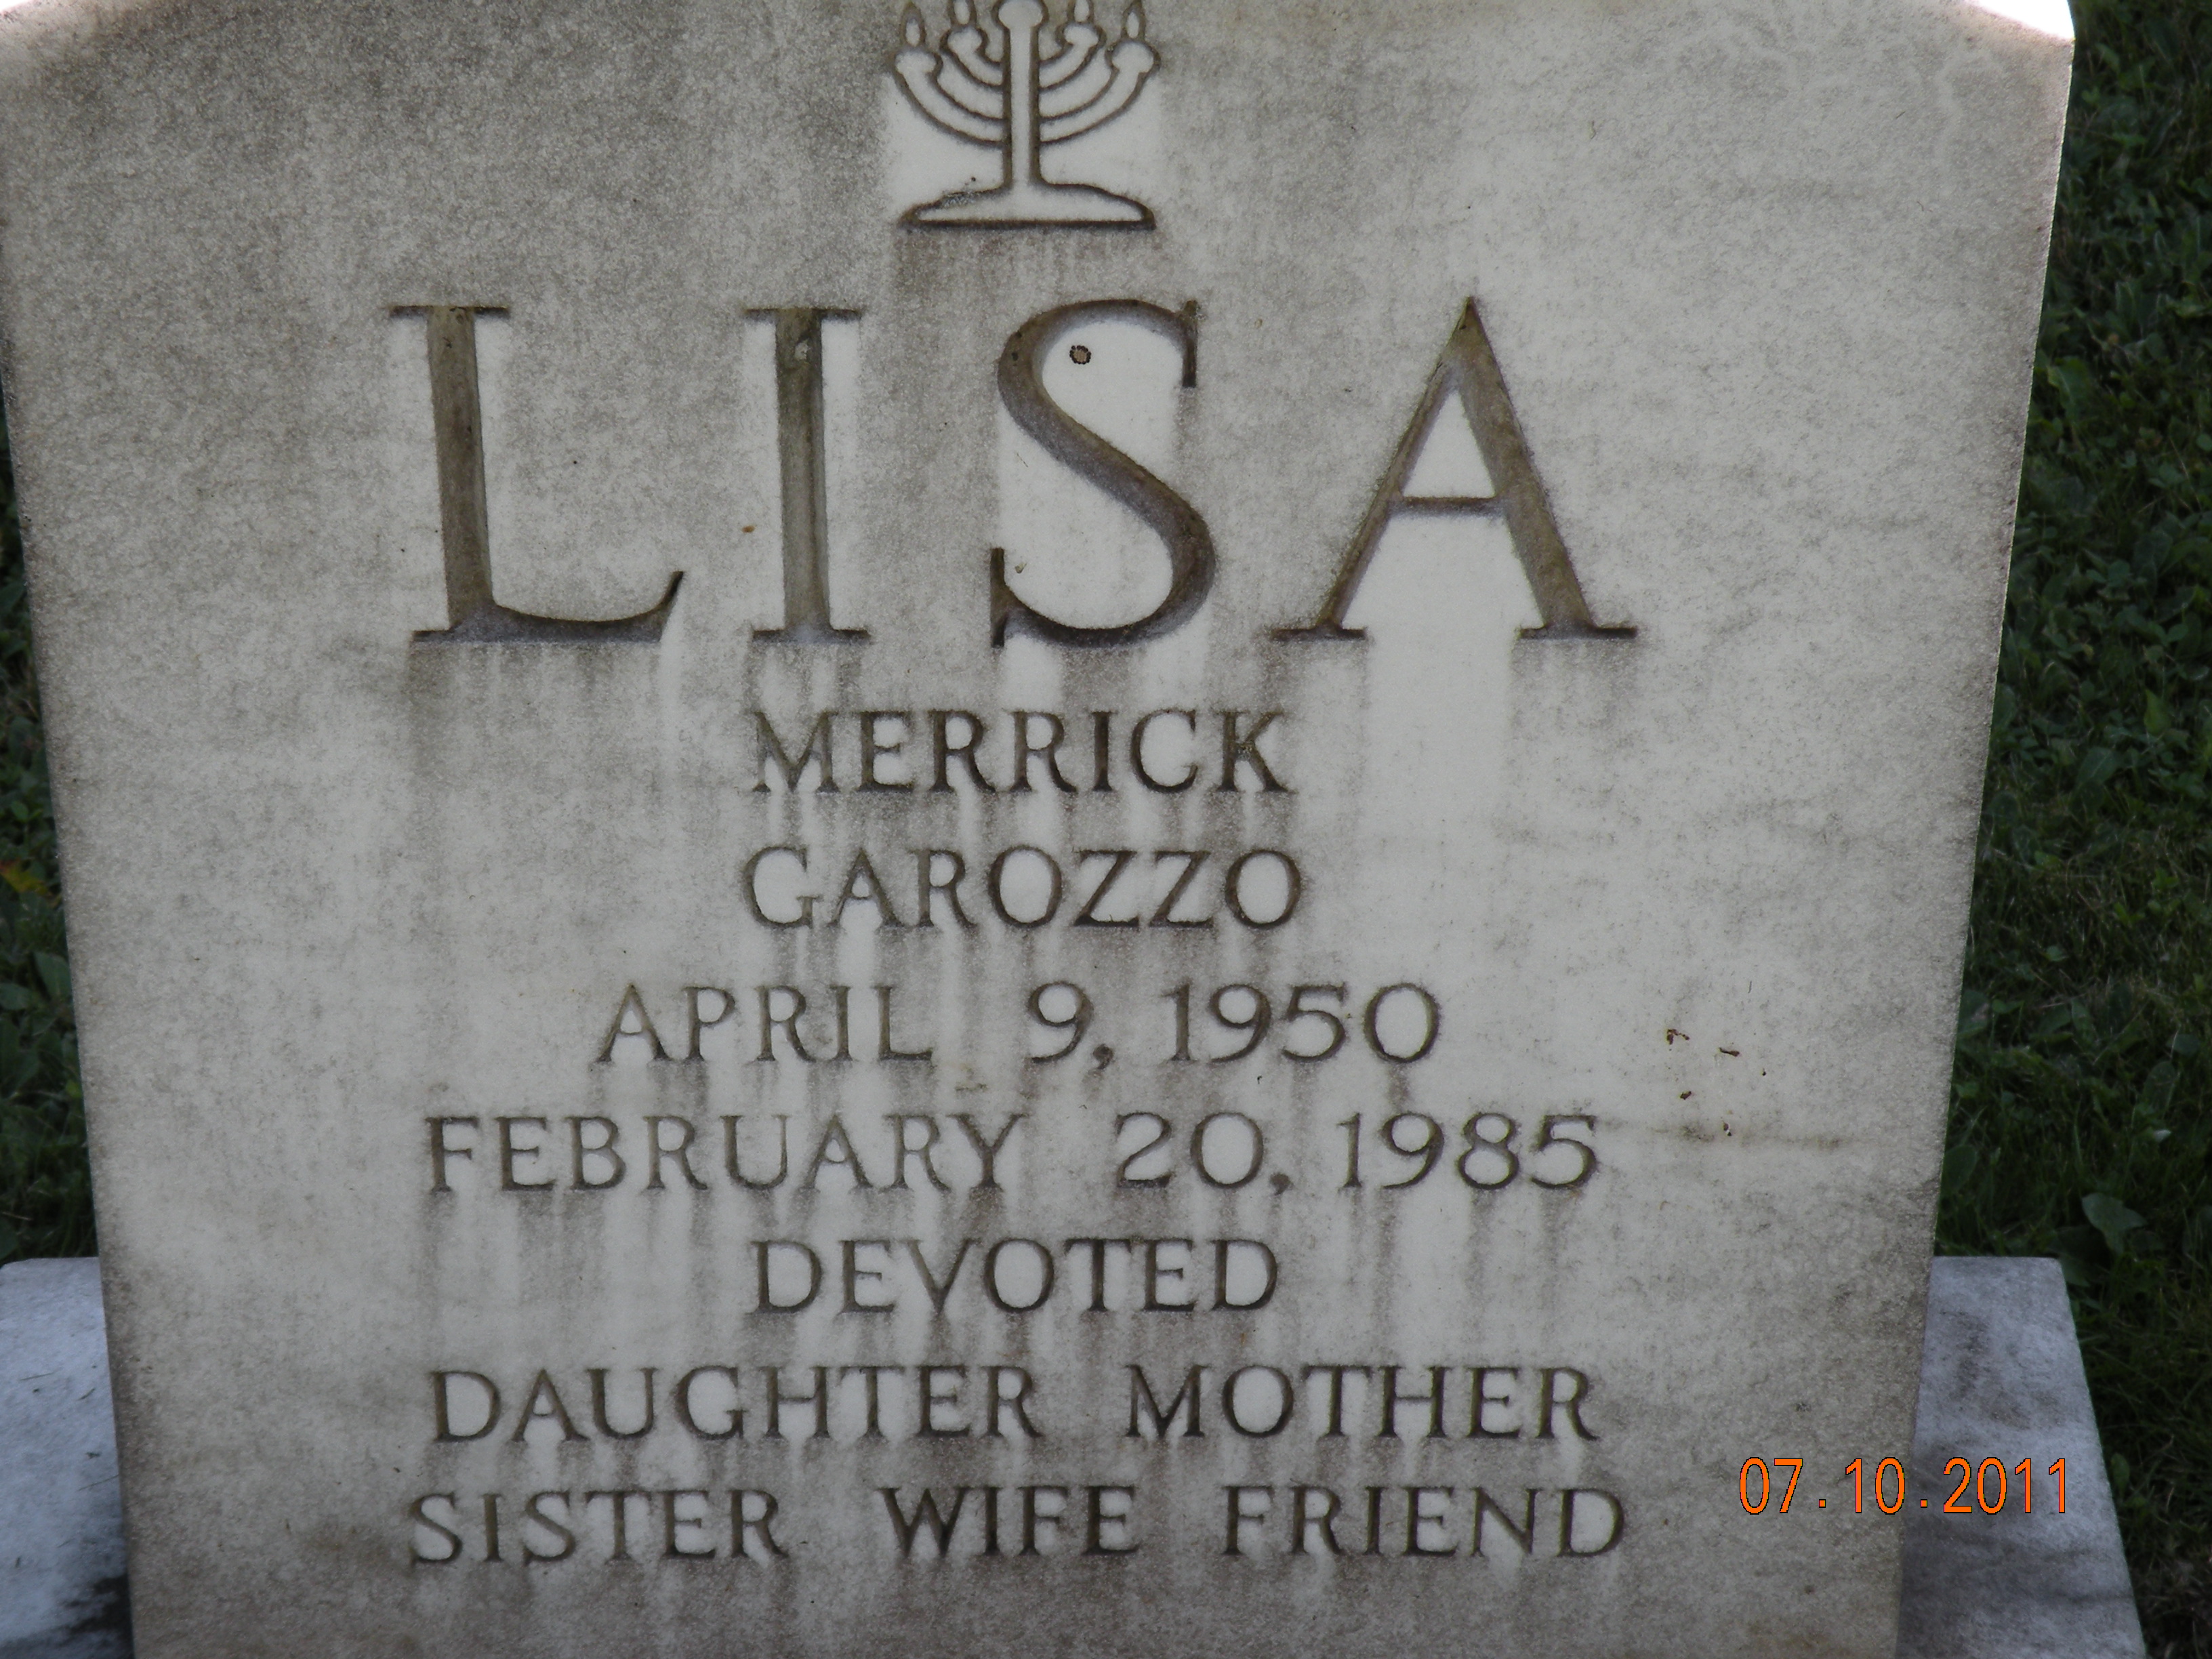 LISA
MERRICK
GAROZZO
APRIL 9, 1950
FEBRUARY 20, 1985
DEVOTED
DAUGHTER MOTHER
SISTER WIFE FRIEND
07.10.2011